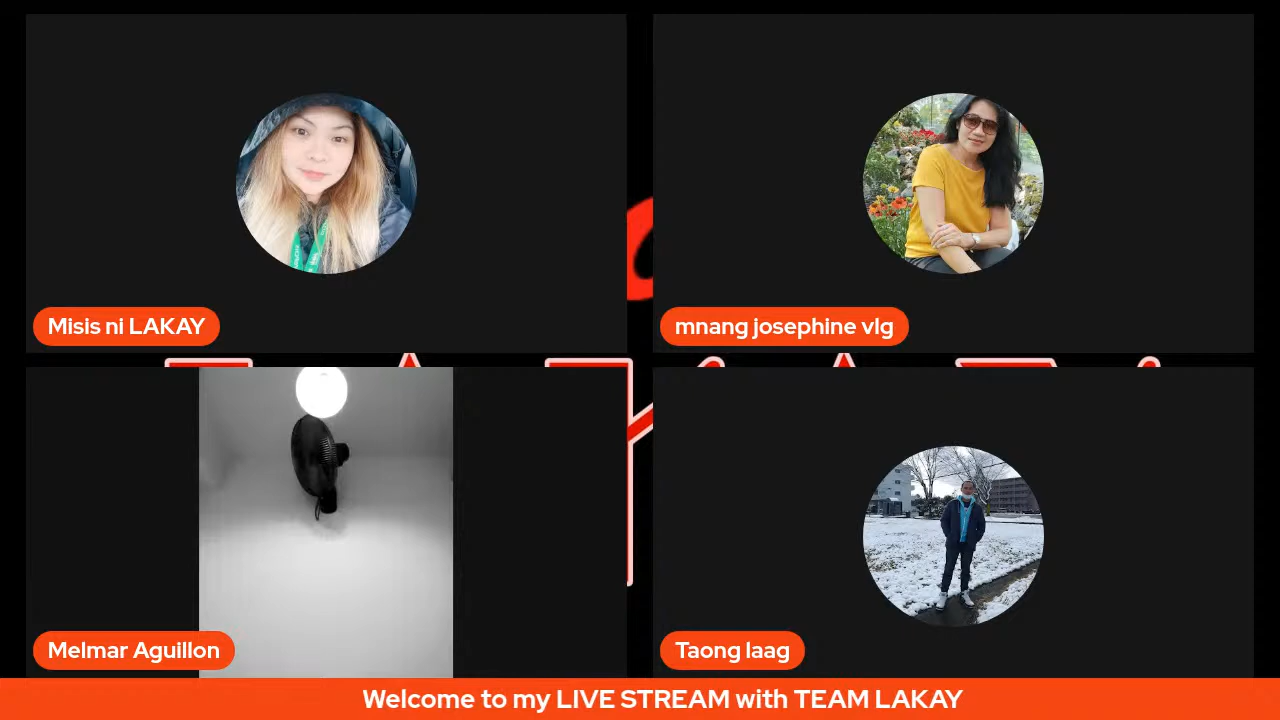 Misis ni LAKAY
mnang josephine vlg
Melmar Aguillon
Taong laag
Welcome to my LIVE STREAM with TEAM LAKAY